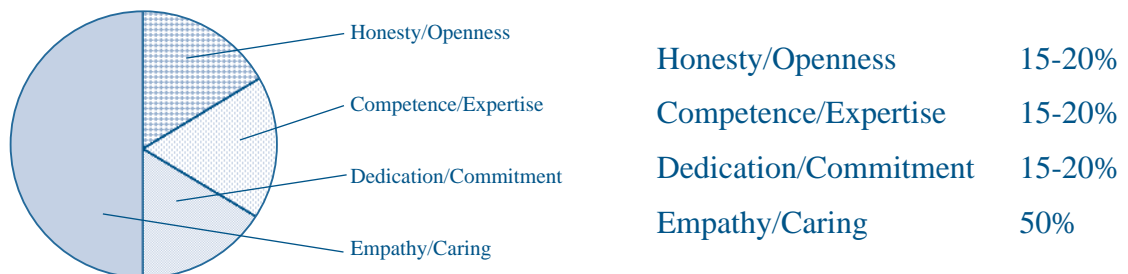 Honesty/Openness
Competence/Expertise
Dedication/Commitment
Empathy/Caring
Honesty/Openness 15-20%
Competence/Expertise 15-20%
Dedication/Commitment 15-20%
Empathy/Caring 50%